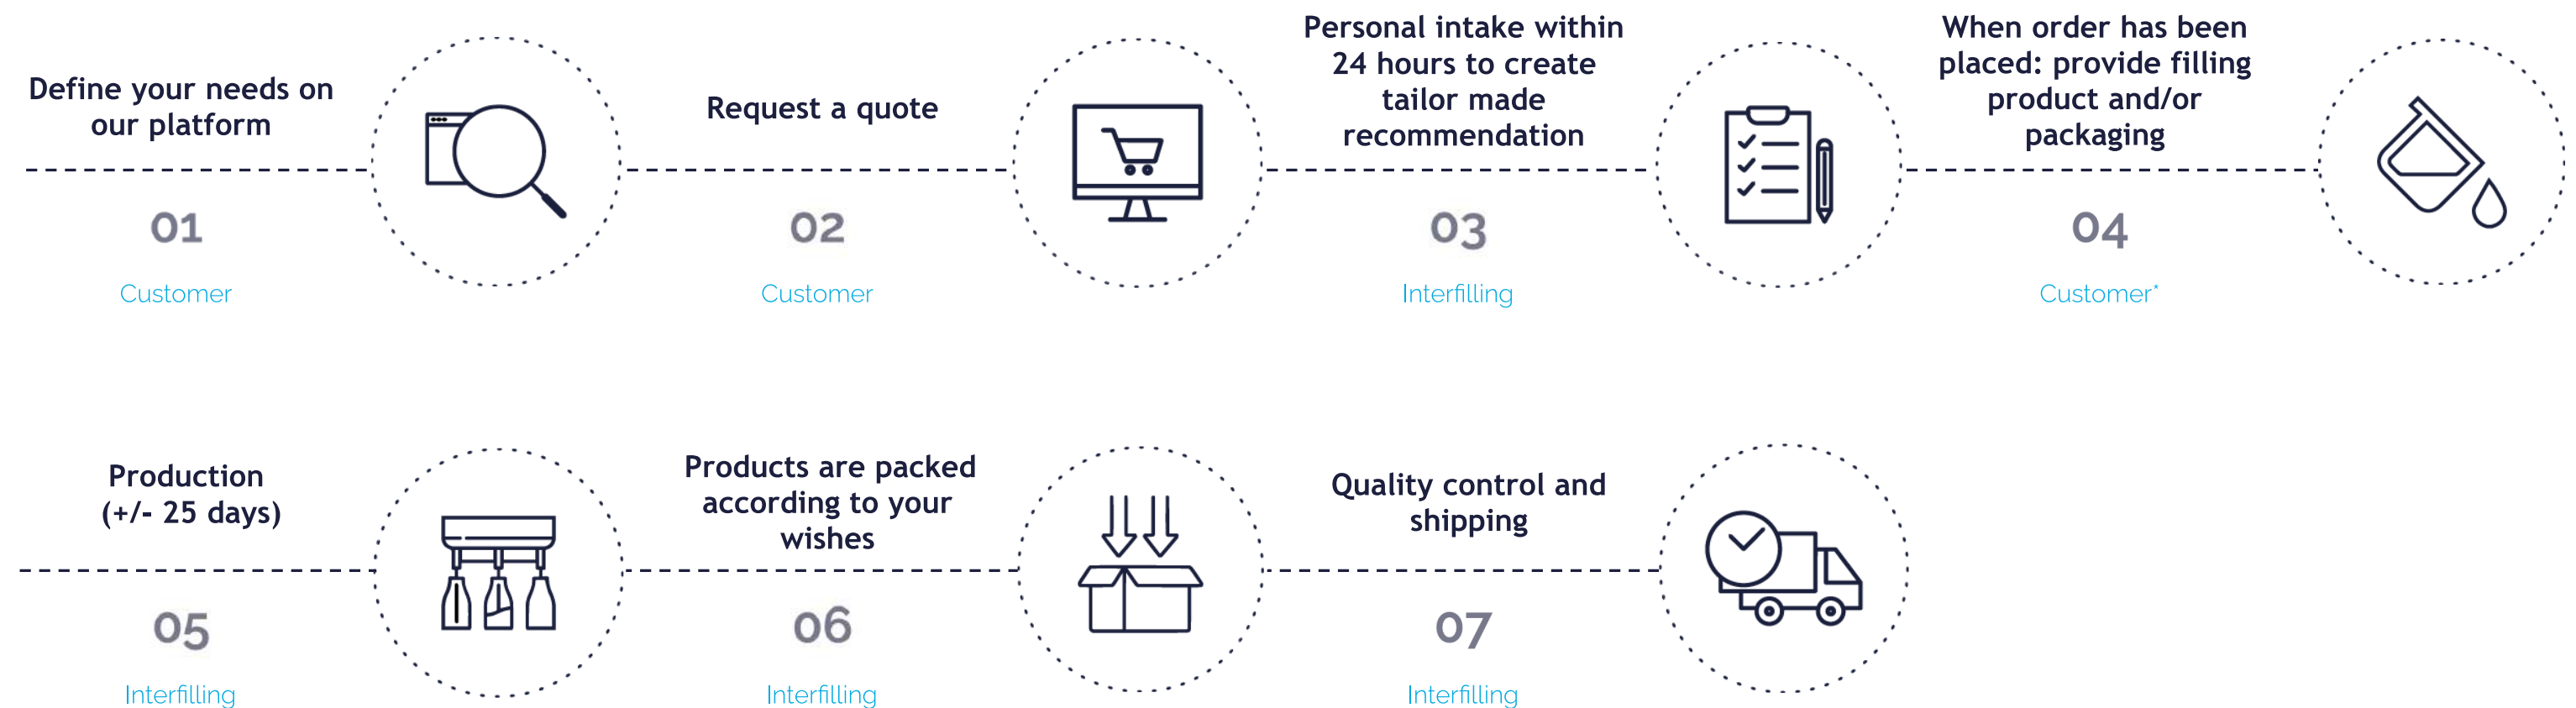 Define your needs on
our platform
01
Customer
Request a quote
02
Customer
Personal intake within
24 hours to create
tailor made
recommendation
03
Interfilling
When order has been
placed: provide filling
product and/or
packaging
04
Customer*
Production
(+/- 25 days)
05
Interfilling
Products are packed
according to your
wishes
06
Interfilling
Quality control and
shipping
07
Interfilling